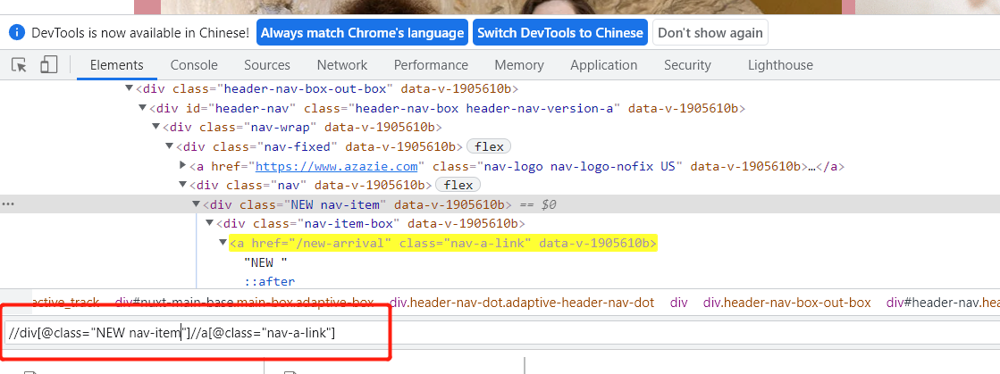 DevTools is now available in Chinese! Always match Chrome's language Switch DevTools to Chinese Don't show again
Elements Console Sources Network Performance Memory Application Security Lighthouse
<div class="header-nav-box-out-box" data-v-1905610b>
<div id="header-nav" class="header-nav-box header-nav-version-a" data-v-1905610b>
<div class="nav-wrap" data-v-1905610b>
<div class="nav-fixed" data-v-1905610b> flex
<a href="https://www.azazie.com" class="nav-logo nav-logo-nofix US" data-v-1905610b>…</a>
<div class="nav" data-v-1905610b> flex
<div class="NEW nav-item" data-v-1905610b> == $0
<div class="nav-item-box" data-v-1905610b>
<a href="/new-arrival" class="nav-a-link" data-v-1905610b>
"NEW "
::after
active_track div#nuxt-main-base.main-box.adaptive-box div.header-nav-dot.adaptive-header-nav-dot div div.header-nav-box-out-box div#header-nav.head
//div[@class="NEW nav-item"]//a[@class="nav-a-link"]